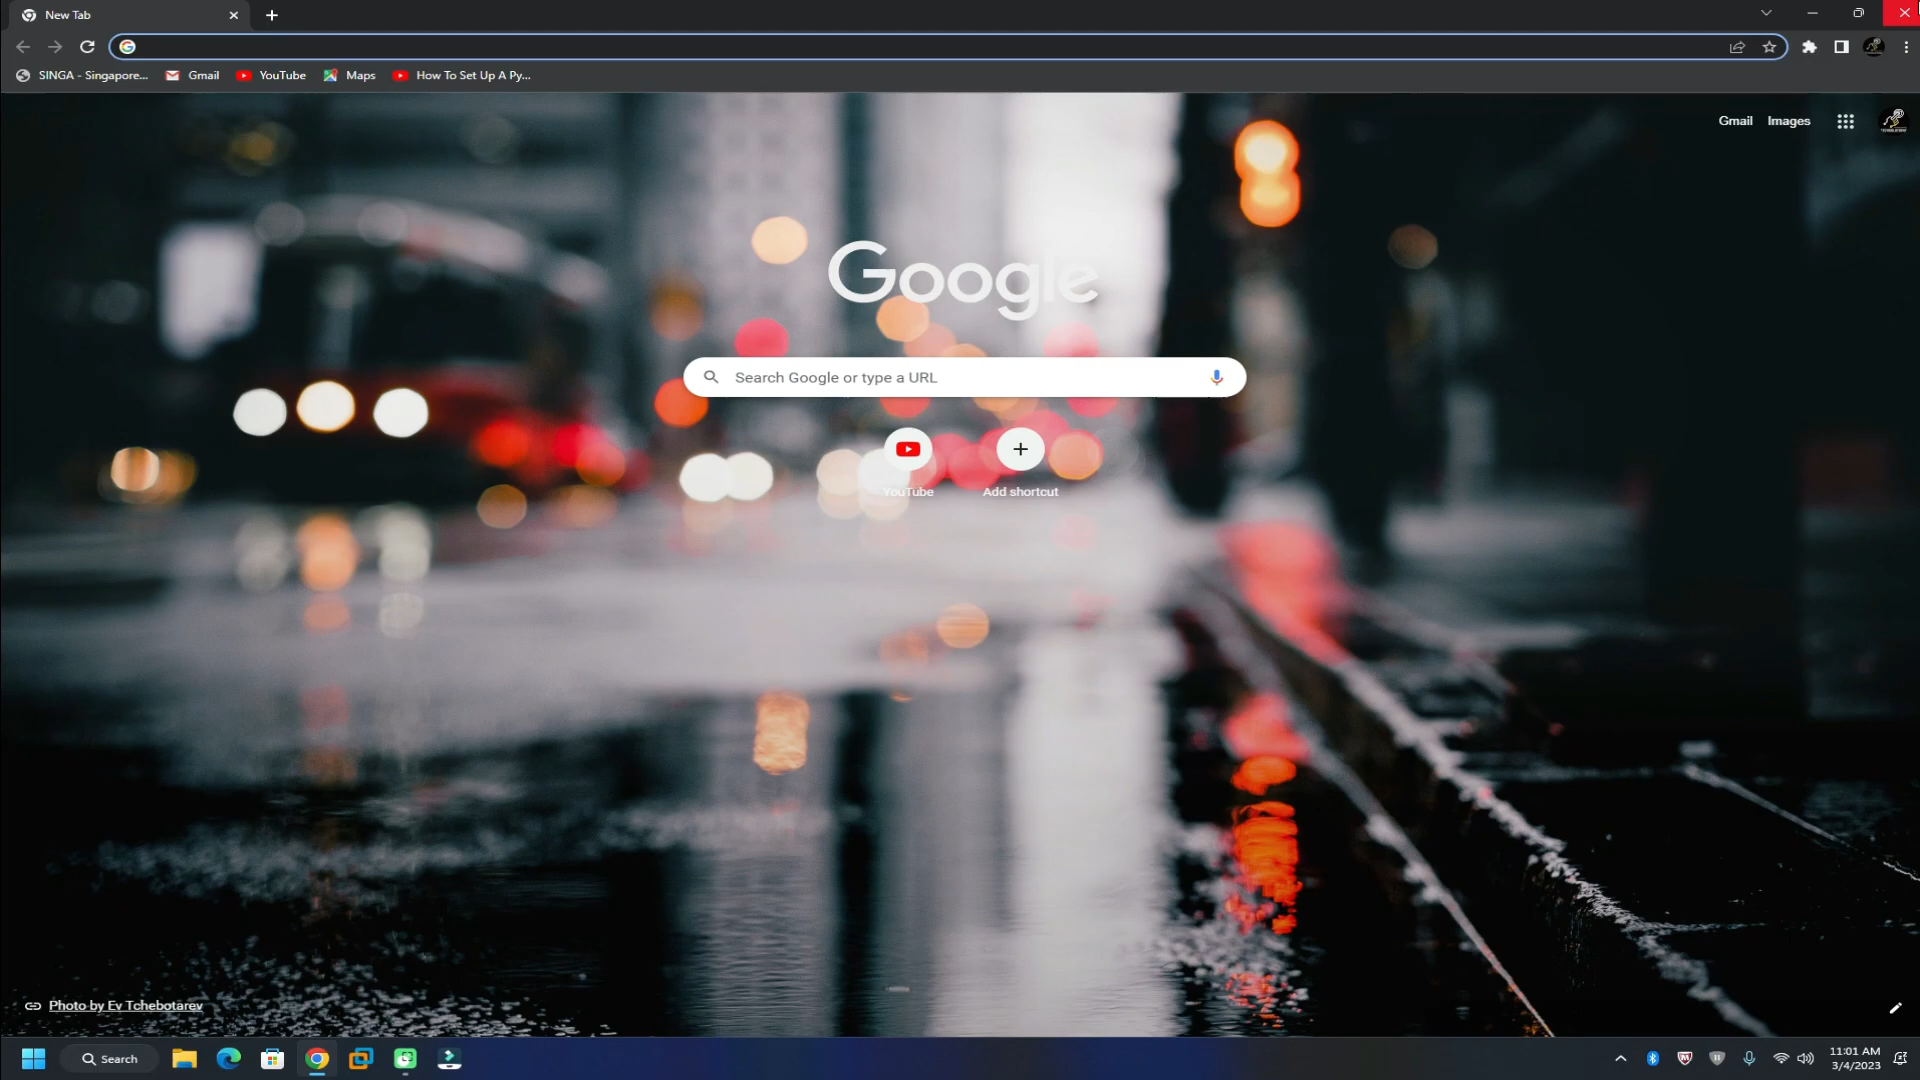 New Tab
SINGA - Singapore...
Gmail
YouTube
Maps
How To Set Up A Py...
Gmail
Images
Google
Search Google or type a URL
YouTube
Add shortcut
Photo by Ev Tchebotarev
Search
11:01 AM
3/4/2023